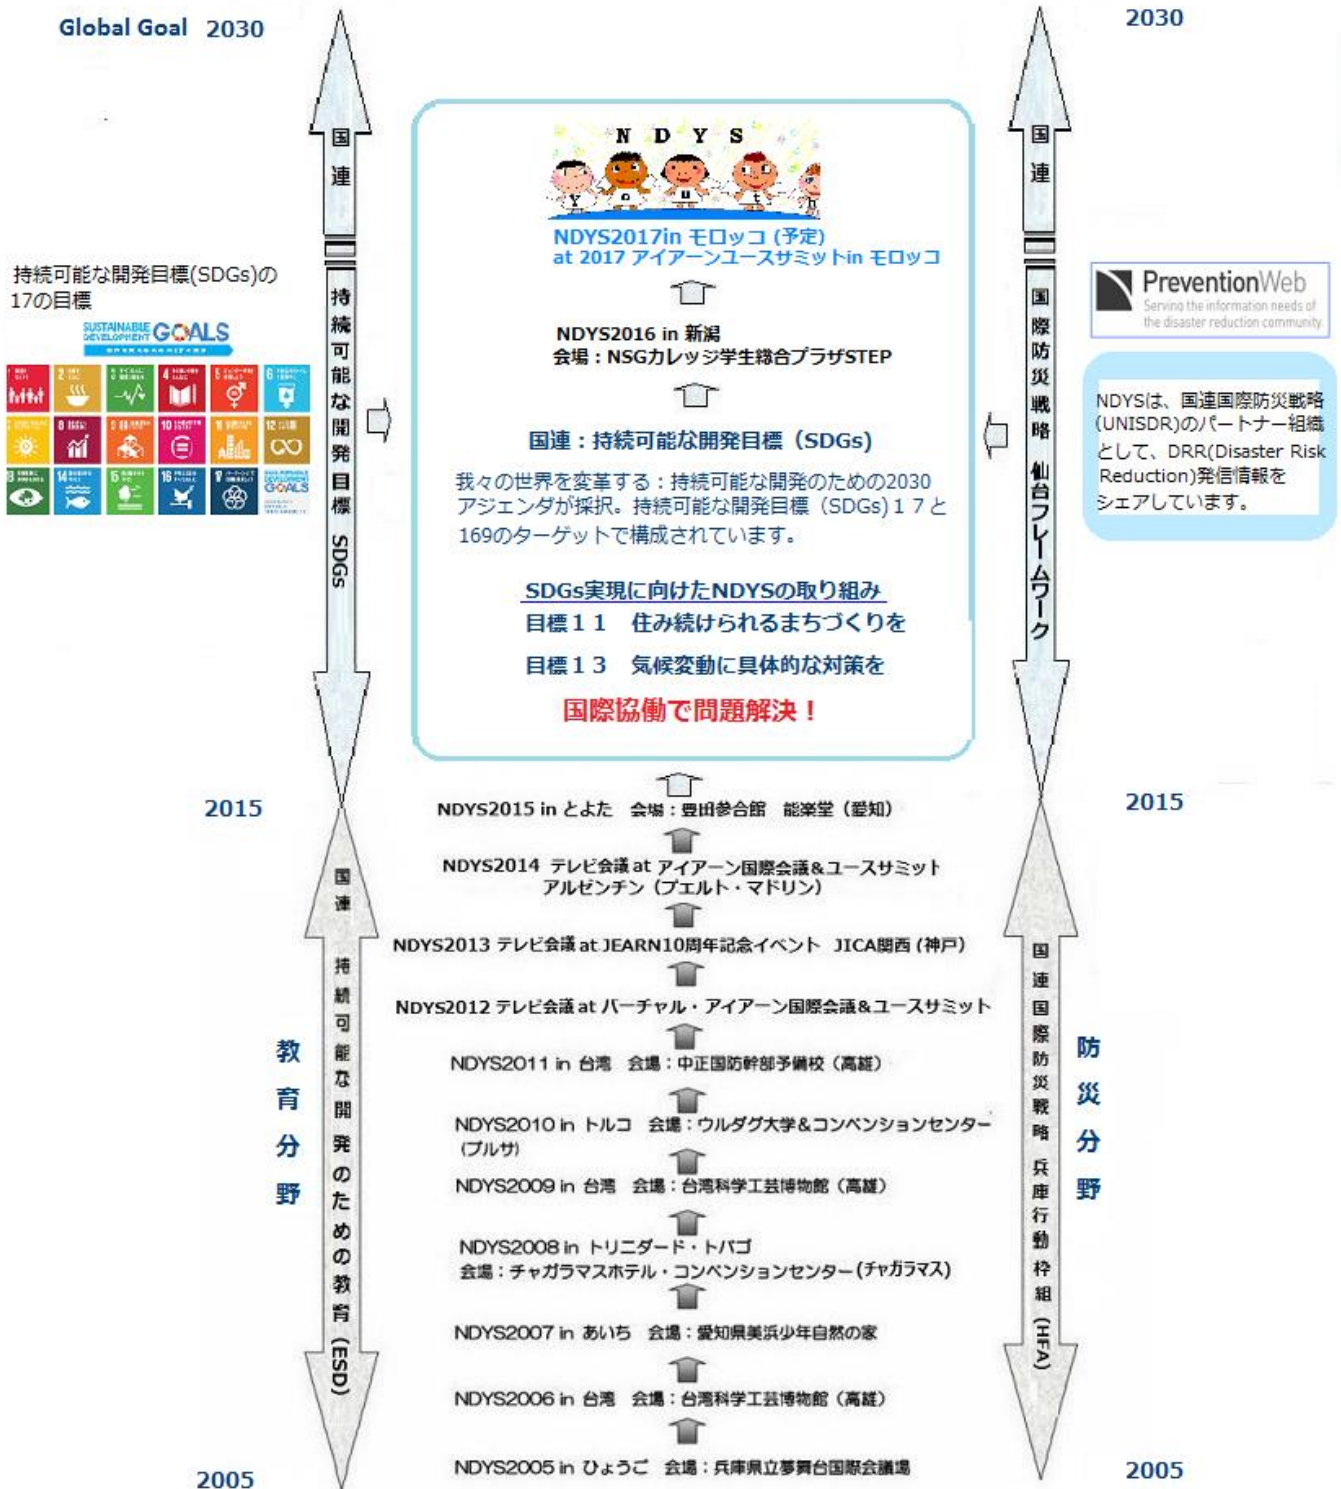 Global Goal 2030
2030
国連
持続可能な開発目標 SDGs
国連
国際防災戦略 仙台フレームワーク
N D Y S
Y o u t h
NDYS2017in モロッコ (予定)
at 2017 アイアーンユースサミットin モロッコ
NDYS2016 in 新潟
会場：NSGカレッジ学生総合プラザSTEP
国連：持続可能な開発目標（SDGs)
我々の世界を変革する：持続可能な開発のための2030
アジェンダが採択。持続可能な開発目標（SDGs)１７と
169のターゲットで構成されています。
SDGs実現に向けたNDYSの取り組み
目標１１　住み続けられるまちづくりを
目標１３　気候変動に具体的な対策を
国際協働で問題解決！
持続可能な開発目標(SDGs)の
17の目標
SUSTAINABLE
DEVELOPMENT GOALS
1
2
3
4
5
6
8
9
10
11
12
13
14
15
16
17
GOALS
PreventionWeb
Serving the information needs of
the disaster reduction community
NDYSは、国連国際防災戦略
(UNISDR)のパートナー組織
として、DRR(Disaster Risk
Reduction)発信情報を
シェアしています。
2015
2015
NDYS2015 in とよた　会場：豊田参合館　能楽堂（愛知）
NDYS2014 テレビ会議 at アイアーン国際会議&ユースサミット
アルゼンチン（プエルト・マドリン）
NDYS2013 テレビ会議 at JEARN10周年記念イベント JICA関西 (神戸）
NDYS2012 テレビ会議 at バーチャル・アイアーン国際会議&ユースサミット
NDYS2011 in 台湾　会場：中正国防幹部予備校（高雄）
NDYS2010 in トルコ　会場：ウルダグ大学&コンベンションセンター
(ブルサ)
NDYS2009 in 台湾　会場：台湾科学工芸博物館（高雄）
NDYS2008 in トリニダード・トバゴ
会場：チャガラマスホテル・コンベンションセンター(チャガラマス)
NDYS2007 in あいち　会場：愛知県美浜少年自然の家
NDYS2006 in 台湾　会場：台湾科学工芸博物館（高雄）
NDYS2005 in ひょうご　会場：兵庫県立夢舞台国際会議場
教育分野
国連 持続可能な開発のための教育(ESD)
国連国際防災戦略 兵庫行動枠組 (HFA)
防災分野
2005
2005